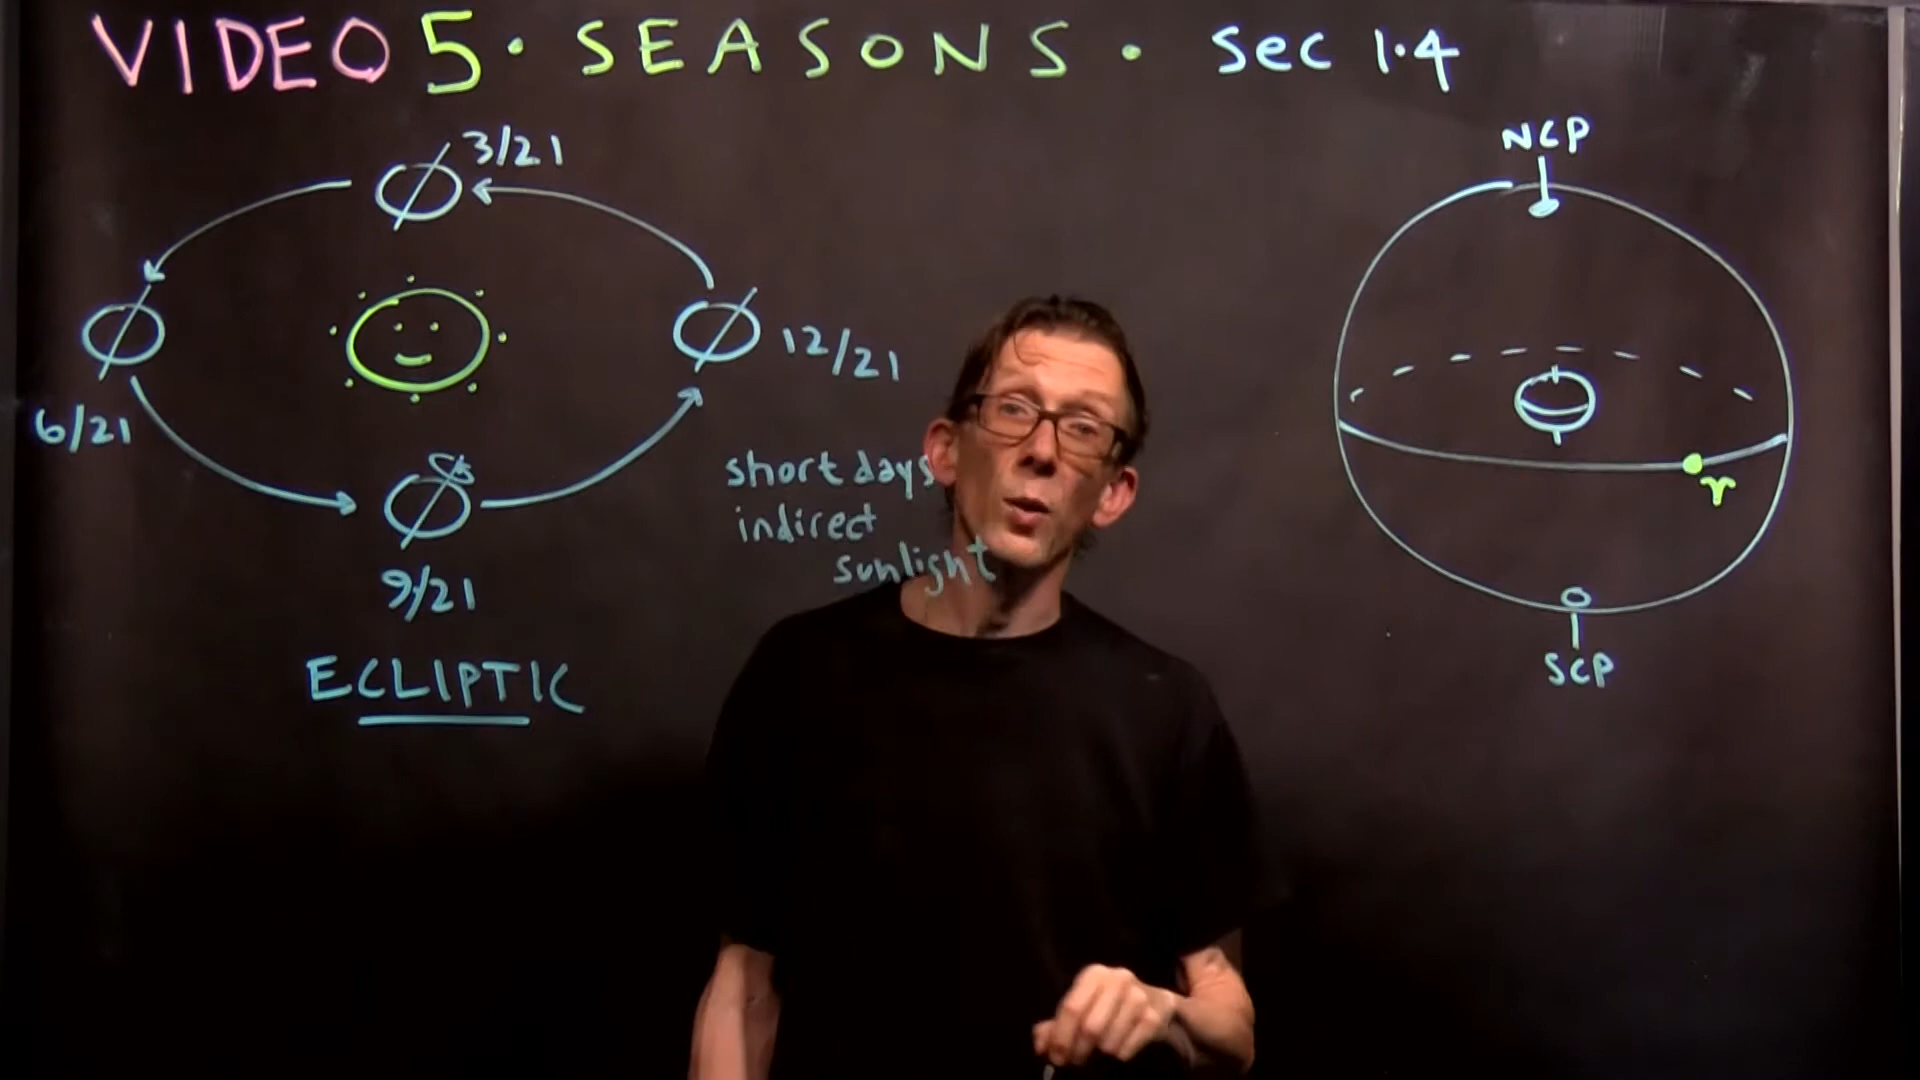 VIDEO 5 · SEASONS · Sec 1.4
3/21
12/21
6/21
9/21
short days
indirect
sunlight
ECLIPTIC
NCP
♈
SCP